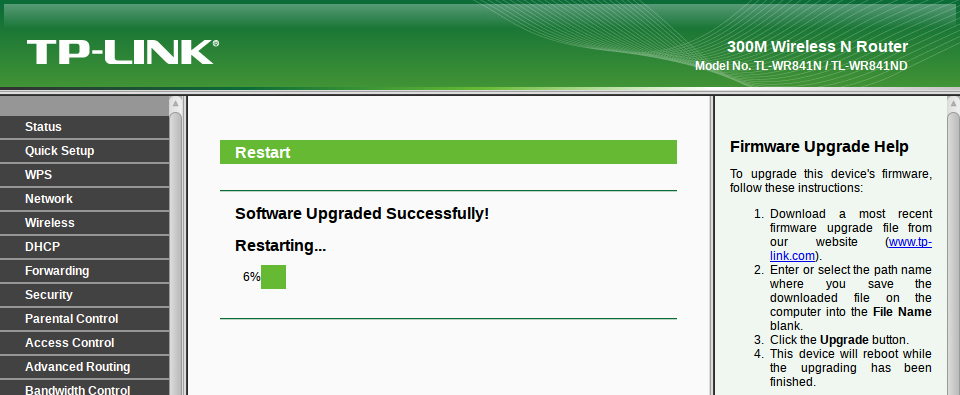 TP-LINK®
300M Wireless N Router
Model No. TL-WR841N / TL-WR841ND
Status
Quick Setup
WPS
Network
Wireless
DHCP
Forwarding
Security
Parental Control
Access Control
Advanced Routing
Bandwidth Control
Restart
Software Upgraded Successfully!
Restarting...
6%
Firmware Upgrade Help
To upgrade this device's firmware,
follow these instructions:
1. Download a most recent
firmware upgrade file from
our website (www.tp-
link.com).
2. Enter or select the path name
where you save the
downloaded file on the
computer into the File Name
blank.
3. Click the Upgrade button.
4. This device will reboot while
the upgrading has been
finished.